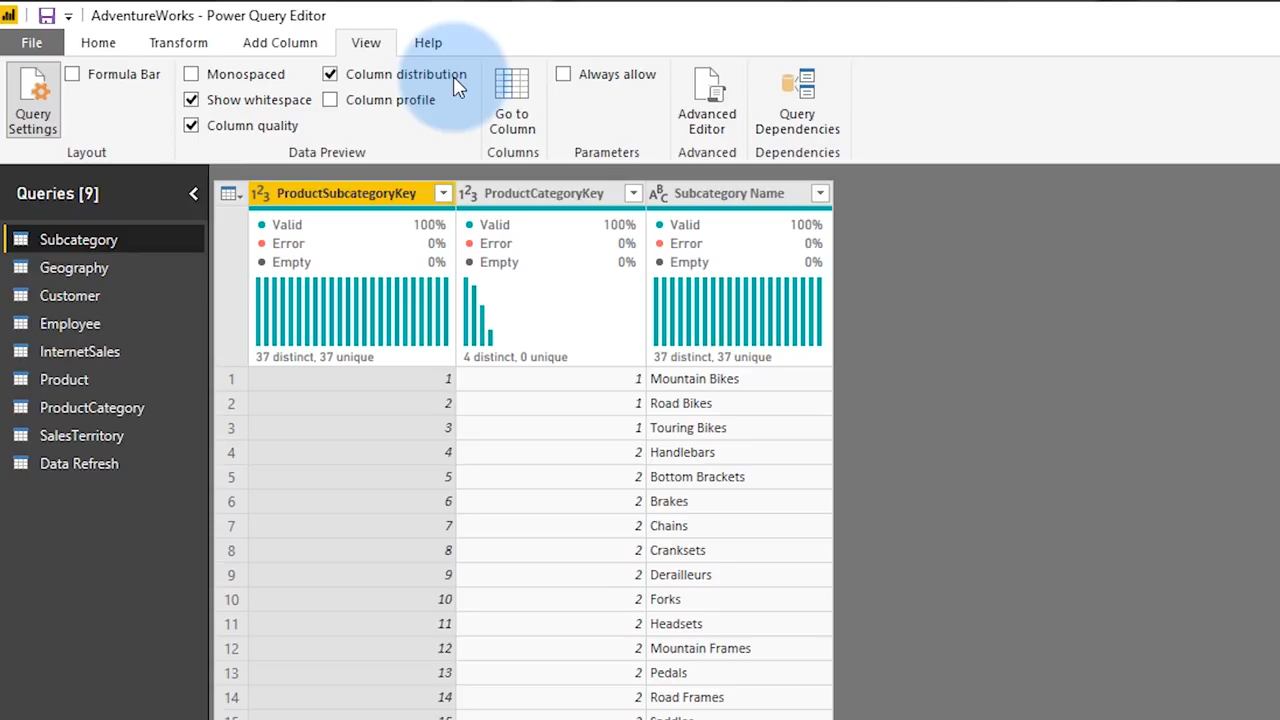 AdventureWorks - Power Query Editor
File Home Transform Add Column View Help
Query Settings
Formula Bar
Layout
Monospaced
Show whitespace
Column quality
Column distribution
Column profile
Data Preview
Go to Column
Columns
Always allow
Parameters
Advanced Editor
Advanced
Query Dependencies
Dependencies
Queries [9]
Subcategory
Geography
Customer
Employee
InternetSales
Product
ProductCategory
SalesTerritory
Data Refresh
1²3 ProductSubcategoryKey 1²3 ProductCategoryKey ABC Subcategory Name
Valid 100% Valid 100% Valid 100%
Error 0% Error 0% Error 0%
Empty 0% Empty 0% Empty 0%
37 distinct, 37 unique 4 distinct, 0 unique 37 distinct, 37 unique
1 1 1 Mountain Bikes
2 2 1 Road Bikes
3 3 1 Touring Bikes
4 4 2 Handlebars
5 5 2 Bottom Brackets
6 6 2 Brakes
7 7 2 Chains
8 8 2 Cranksets
9 9 2 Derailleurs
10 10 2 Forks
11 11 2 Headsets
12 12 2 Mountain Frames
13 13 2 Pedals
14 14 2 Road Frames